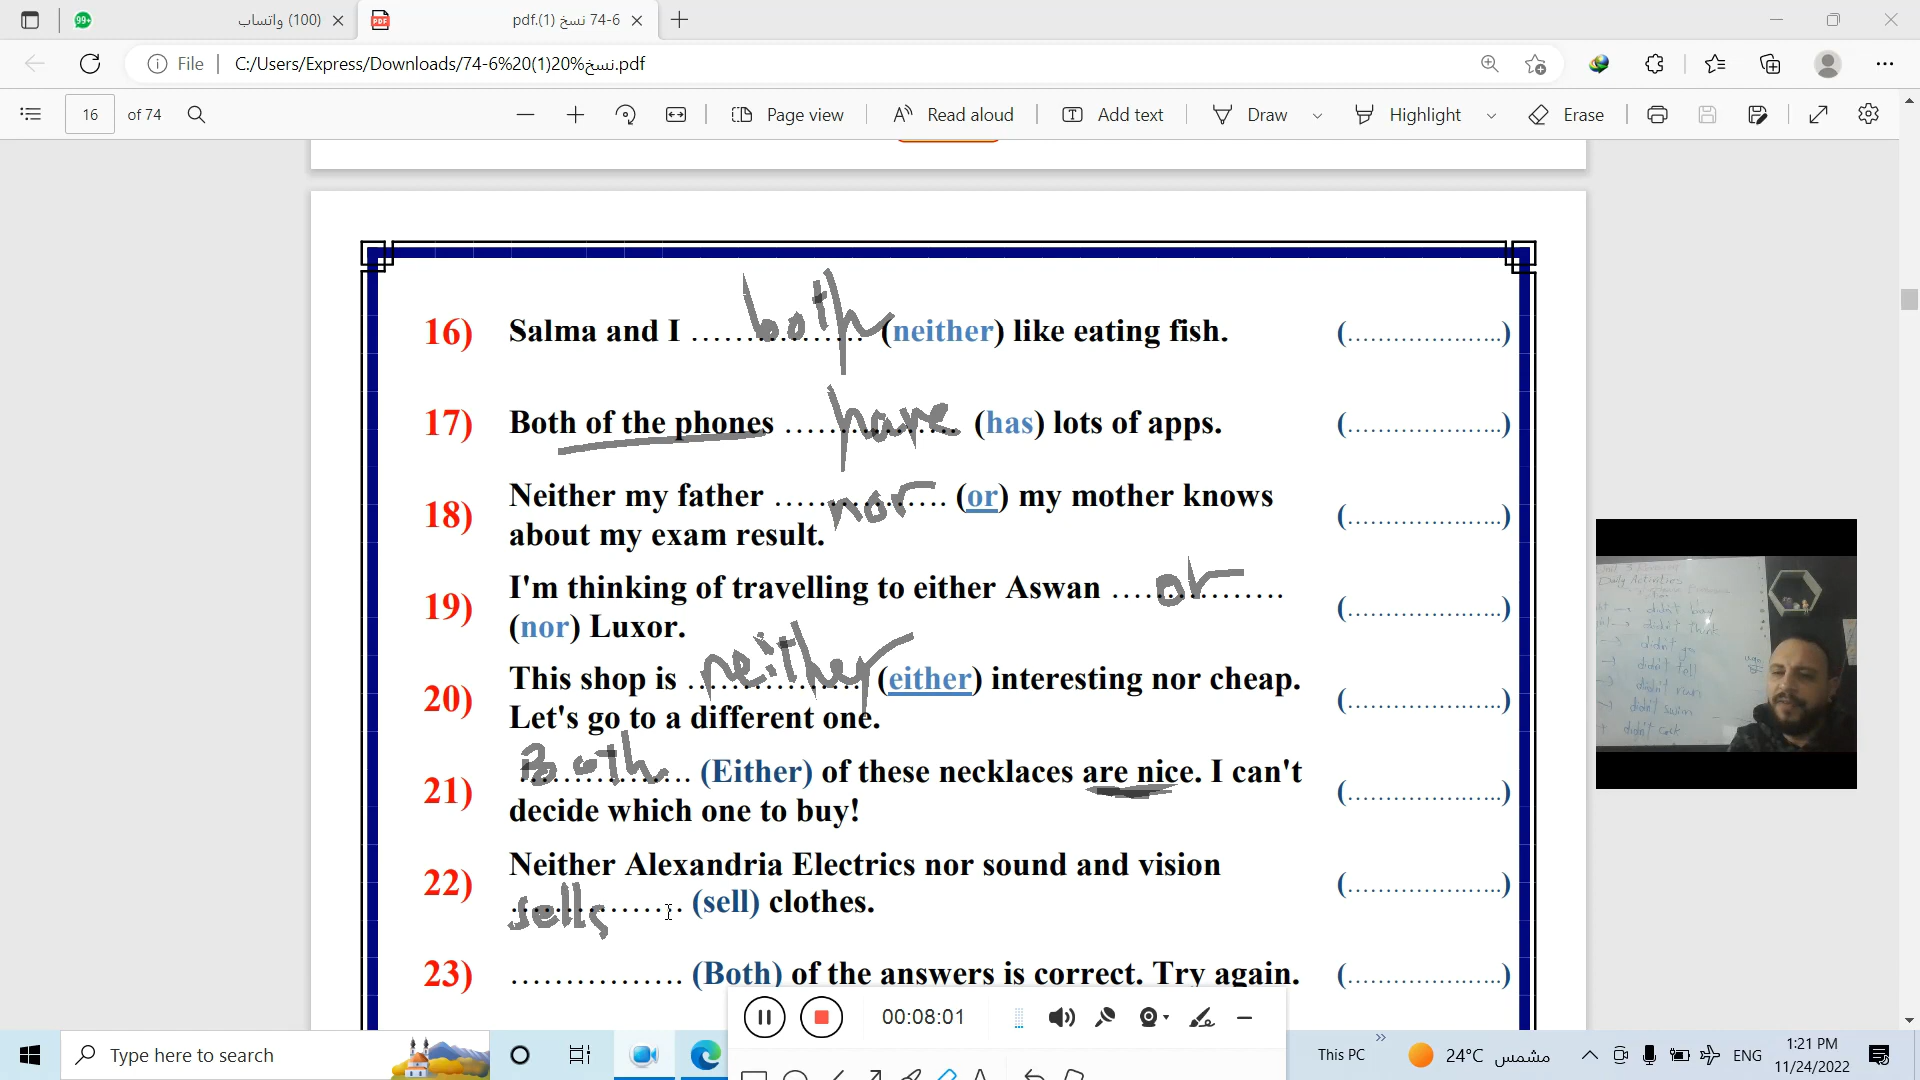 99+
(100) واتساب
74-6 نسخ (1).pdf
File
C:/Users/Express/Downloads/74-6%20(1)20%نسخ.pdf
16 of 74
Page view
Read aloud
Add text
Draw
Highlight
Erase
16) Salma and I ................ both (neither) like eating fish. (.....................)
17) Both of the phones ................ have (has) lots of apps. (.....................)
18) Neither my father ................ nor (or) my mother knows
about my exam result. (.....................)
19) I'm thinking of travelling to either Aswan ................ or
(nor) Luxor. (.....................)
20) This shop is ................ neither (either) interesting nor cheap.
Let's go to a different one. (.....................)
21) ................ Both (Either) of these necklaces are nice. I can't
decide which one to buy! (.....................)
22) Neither Alexandria Electrics nor sound and vision
................ sells (sell) clothes. (.....................)
23) ................ (Both) of the answers is correct. Try again. (.....................)
Daily Activities
didn't buy
didn't think
didn't go
didn't tell
didn't run
didn't swim
00:08:01
Type here to search
This PC
24°C مشمس
ENG
1:21 PM
11/24/2022